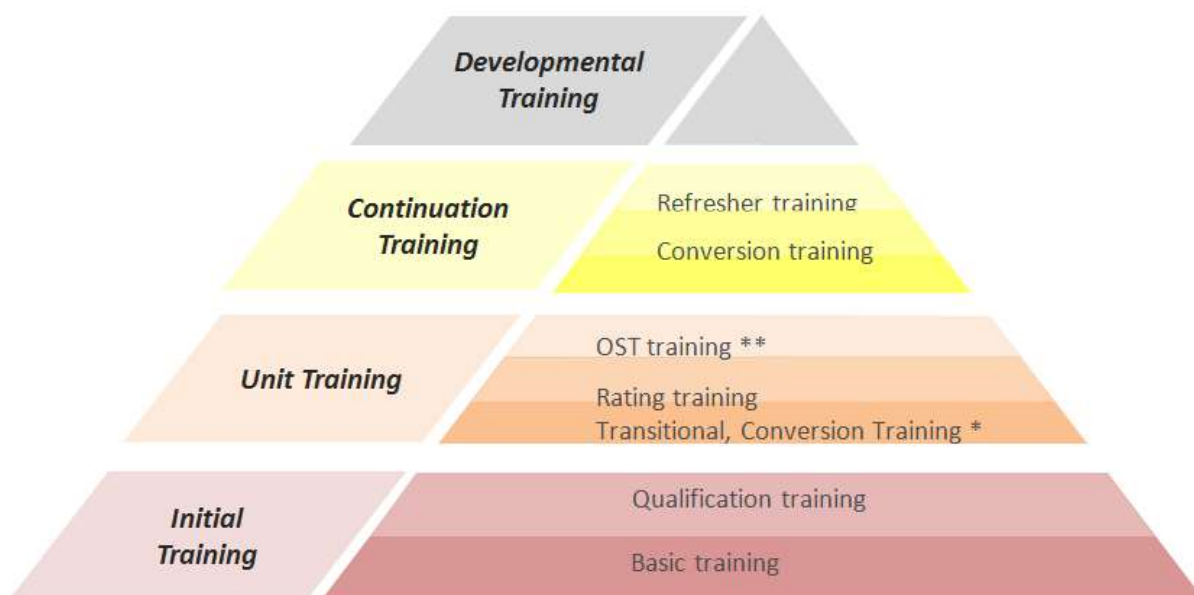 Developmental
Training
Continuation
Training
Refresher training
Conversion training
Unit Training
OST training **
Rating training
Transitional, Conversion Training *
Initial
Training
Qualification training
Basic training